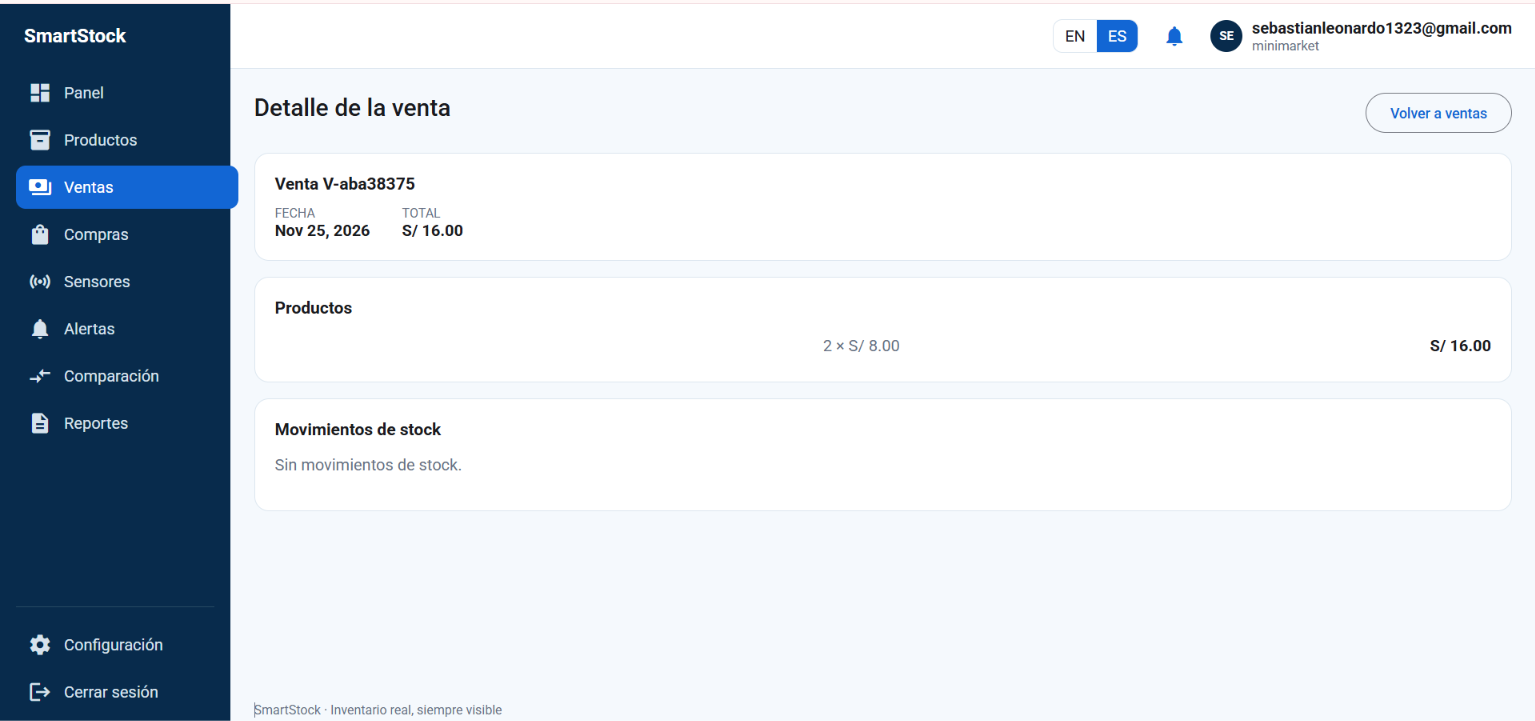 SmartStock
EN ES
sebastianleonardo1323@gmail.com
SE
minimarket
Panel
Productos
Ventas
Compras
Sensores
Alertas
Comparación
Reportes
Configuración
Cerrar sesión
Detalle de la venta
Volver a ventas
Venta V-aba38375
FECHA TOTAL
Nov 25, 2026 S/ 16.00
Productos
2 × S/ 8.00 S/ 16.00
Movimientos de stock
Sin movimientos de stock.
SmartStock · Inventario real, siempre visible